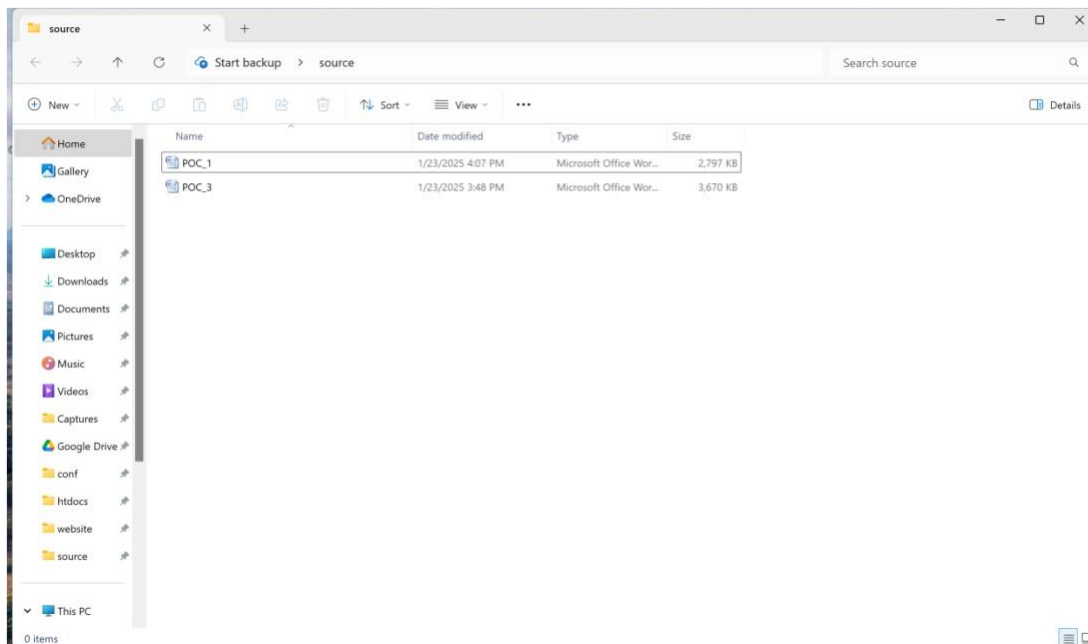 source
Start backup > source
Search source
New
Sort
View
Details
Name Date modified Type Size
POC_1 1/23/2025 4:07 PM Microsoft Office Wor... 2,797 KB
POC_3 1/23/2025 3:48 PM Microsoft Office Wor... 3,670 KB
Home
Gallery
OneDrive
Desktop
Downloads
Documents
Pictures
Music
Videos
Captures
Google Drive
conf
htdocs
website
source
This PC
0 items